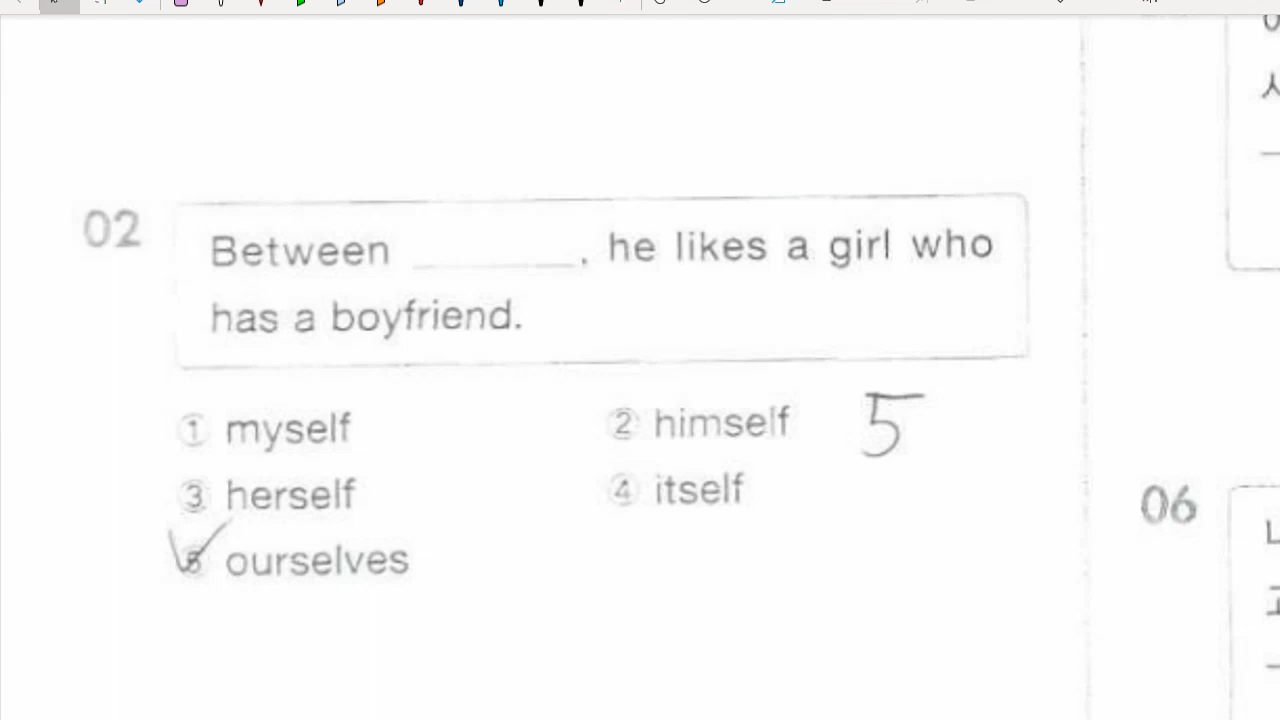 02
Between ________, he likes a girl who
has a boyfriend.
① myself ② himself 5
③ herself ④ itself
⑤ ourselves
06